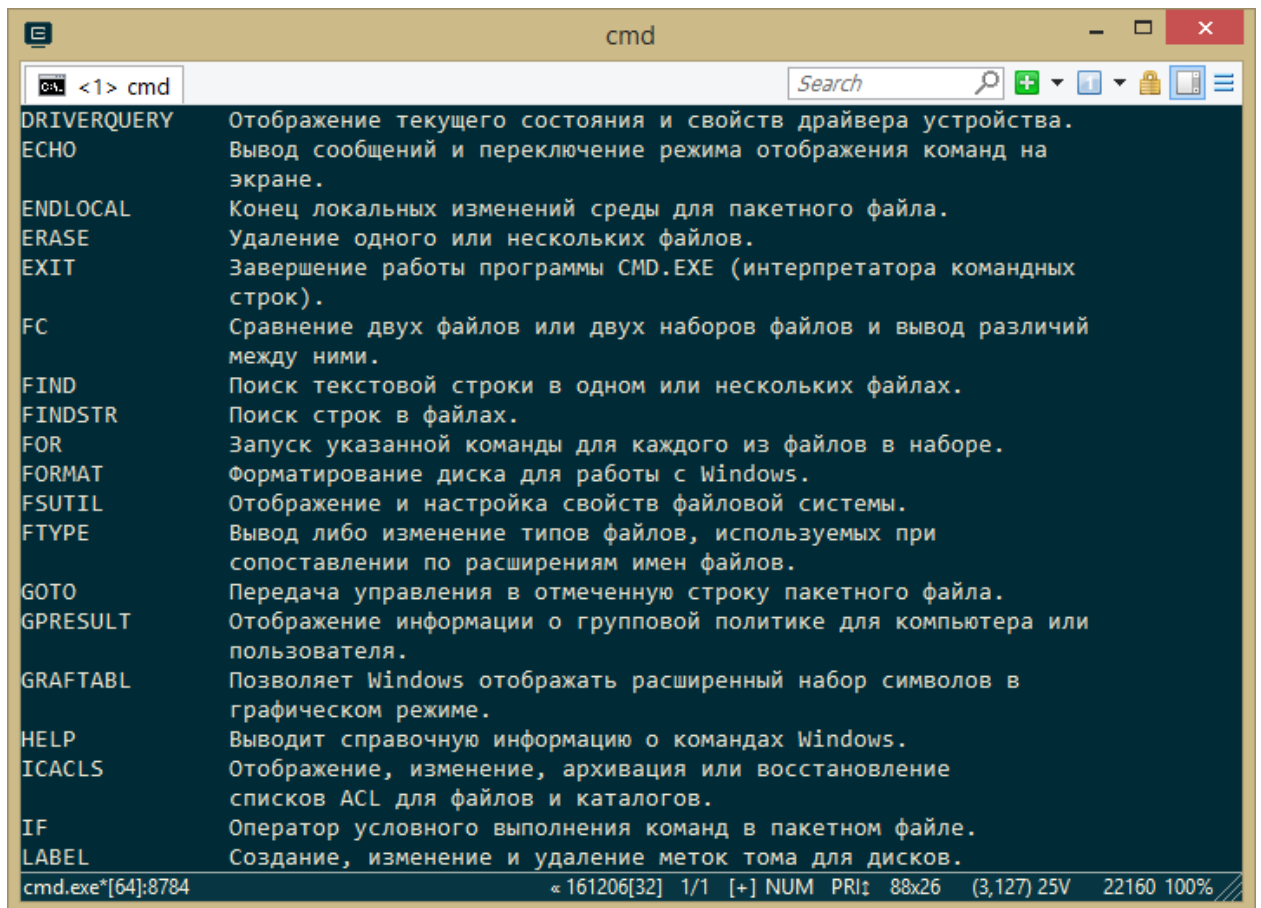 cmd
<1> cmd
Search
DRIVERQUERY Отображение текущего состояния и свойств драйвера устройства.
ECHO Вывод сообщений и переключение режима отображения команд на
экране.
ENDLOCAL Конец локальных изменений среды для пакетного файла.
ERASE Удаление одного или нескольких файлов.
EXIT Завершение работы программы CMD.EXE (интерпретатора командных
строк).
FC Сравнение двух файлов или двух наборов файлов и вывод различий
между ними.
FIND Поиск текстовой строки в одном или нескольких файлах.
FINDSTR Поиск строк в файлах.
FOR Запуск указанной команды для каждого из файлов в наборе.
FORMAT Форматирование диска для работы с Windows.
FSUTIL Отображение и настройка свойств файловой системы.
FTYPE Вывод либо изменение типов файлов, используемых при
сопоставлении по расширениям имен файлов.
GOTO Передача управления в отмеченную строку пакетного файла.
GPRESULT Отображение информации о групповой политике для компьютера или
пользователя.
GRAFTABL Позволяет Windows отображать расширенный набор символов в
графическом режиме.
HELP Выводит справочную информацию о командах Windows.
ICACLS Отображение, изменение, архивация или восстановление
списков ACL для файлов и каталогов.
IF Оператор условного выполнения команд в пакетном файле.
LABEL Создание, изменение и удаление меток тома для дисков.
cmd.exe*[64]:8784 « 161206[32] 1/1 [+] NUM PRI↕ 88x26 (3,127) 25V 22160 100%